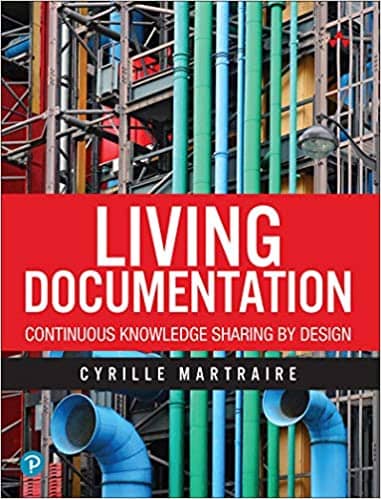 LIVING
DOCUMENTATION
CONTINUOUS KNOWLEDGE SHARING BY DESIGN
CYRILLE MARTRAIRE
P